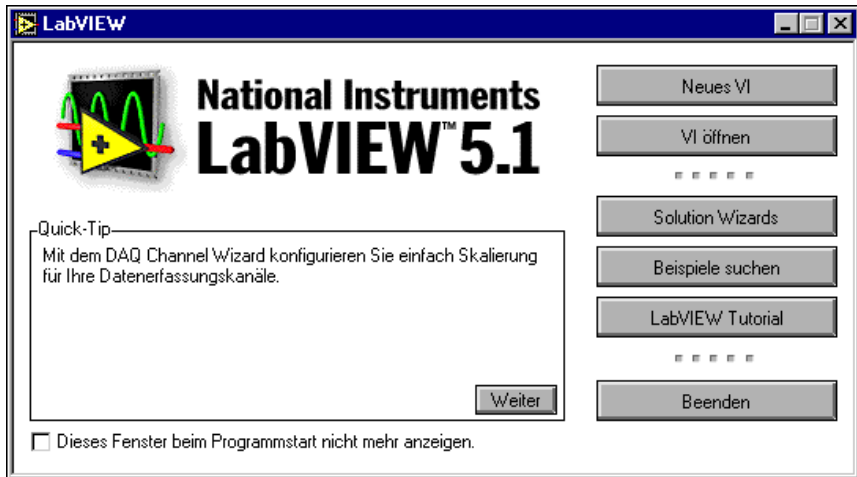 LabVIEW
National Instruments
LabVIEW™ 5.1
Quick-Tip
Mit dem DAQ Channel Wizard konfigurieren Sie einfach Skalierung
für Ihre Datenerfassungskanäle.
Weiter
Dieses Fenster beim Programmstart nicht mehr anzeigen.
Neues VI
VI öffnen
Solution Wizards
Beispiele suchen
LabVIEW Tutorial
Beenden